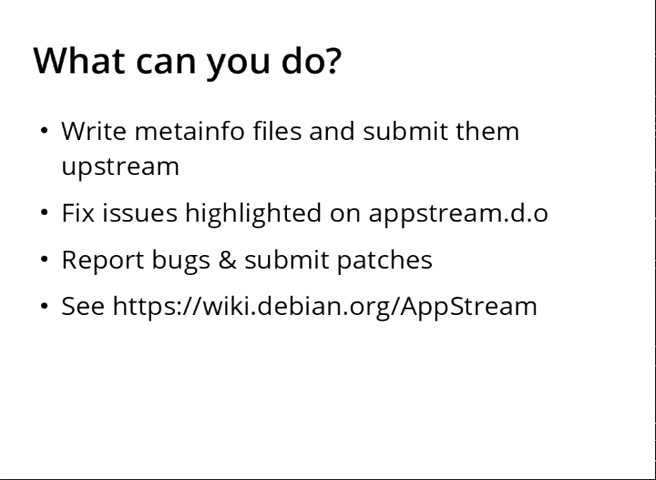 What can you do?
• Write metainfo files and submit them
upstream
• Fix issues highlighted on appstream.d.o
• Report bugs & submit patches
• See https://wiki.debian.org/AppStream